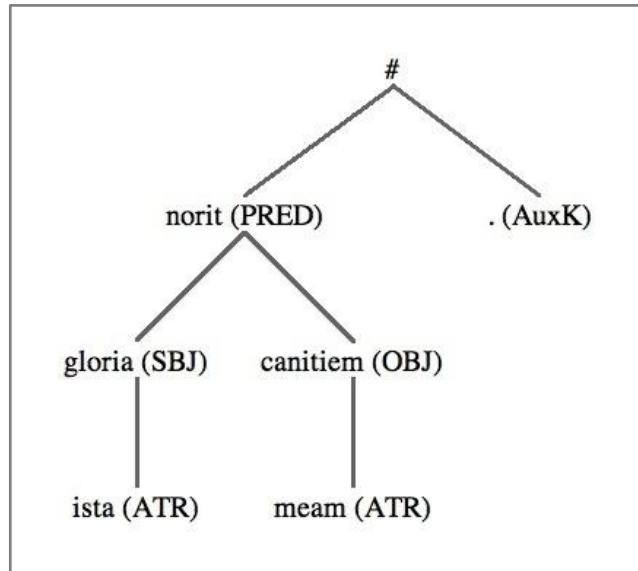 #
norit (PRED) . (AuxK)
gloria (SBJ) canitiem (OBJ)
ista (ATR) meam (ATR)